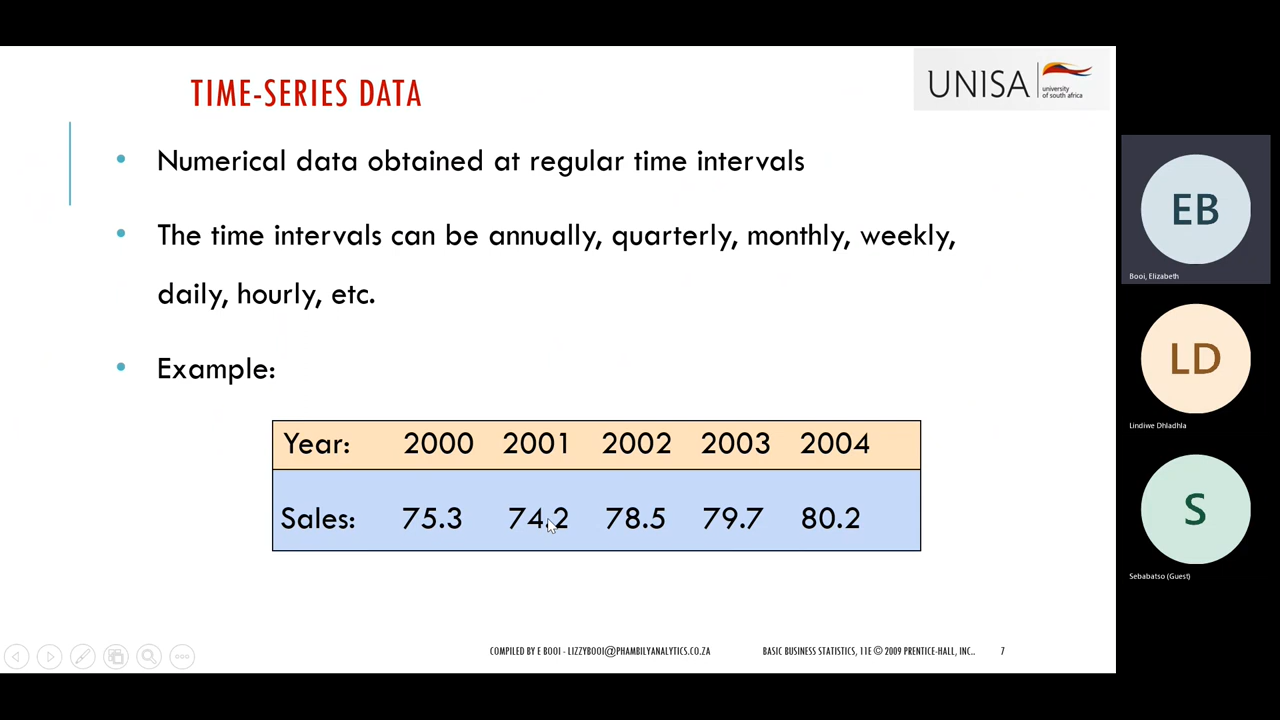 TIME-SERIES DATA
UNISA
university
of south africa
• Numerical data obtained at regular time intervals
• The time intervals can be annually, quarterly, monthly, weekly,
daily, hourly, etc.
• Example:
Year: 2000 2001 2002 2003 2004
Sales: 75.3 74.2 78.5 79.7 80.2
COMPILED BY E BOOI - LIZZYBOOI@PHAMBILYANALYTICS.CO.ZA
BASIC BUSINESS STATISTICS, 11E © 2009 PRENTICE-HALL, INC..
7
EB
Booi, Elizabeth
LD
Lindiwe Dhladhla
S
Sebabatso (Guest)